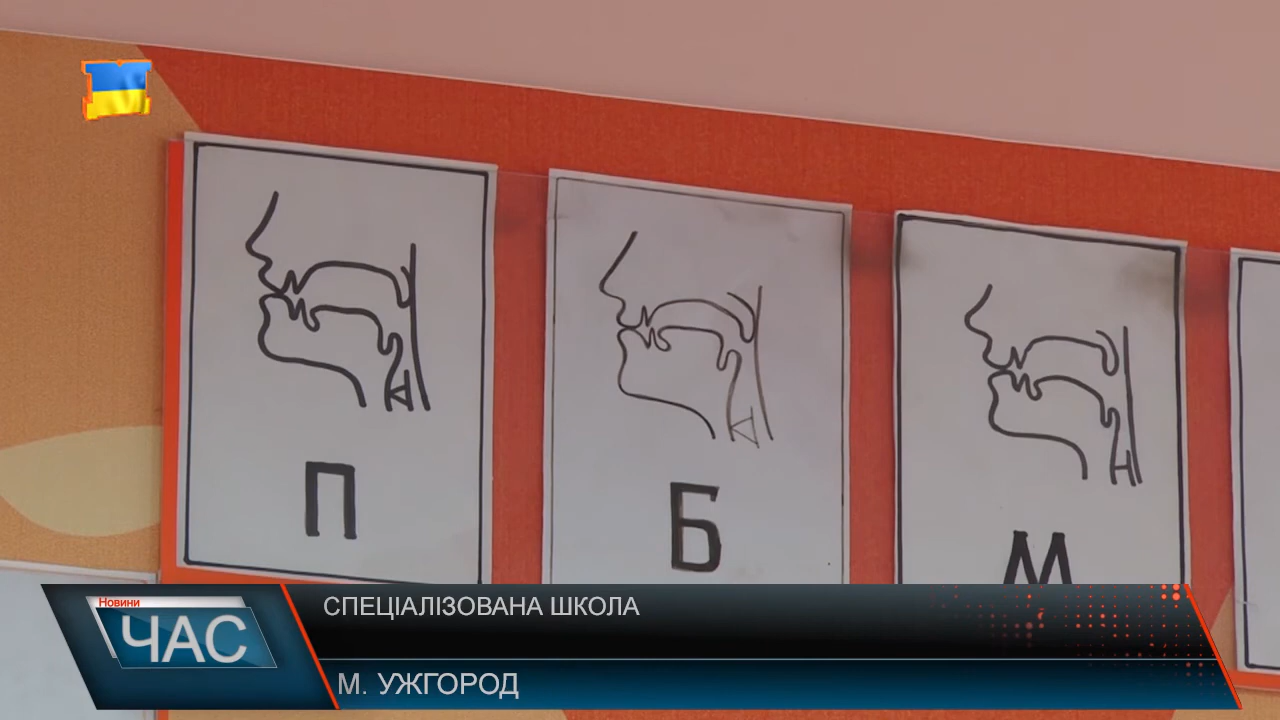 П
Б
М
Новини
ЧАС
СПЕЦІАЛІЗОВАНА ШКОЛА
М. УЖГОРОД